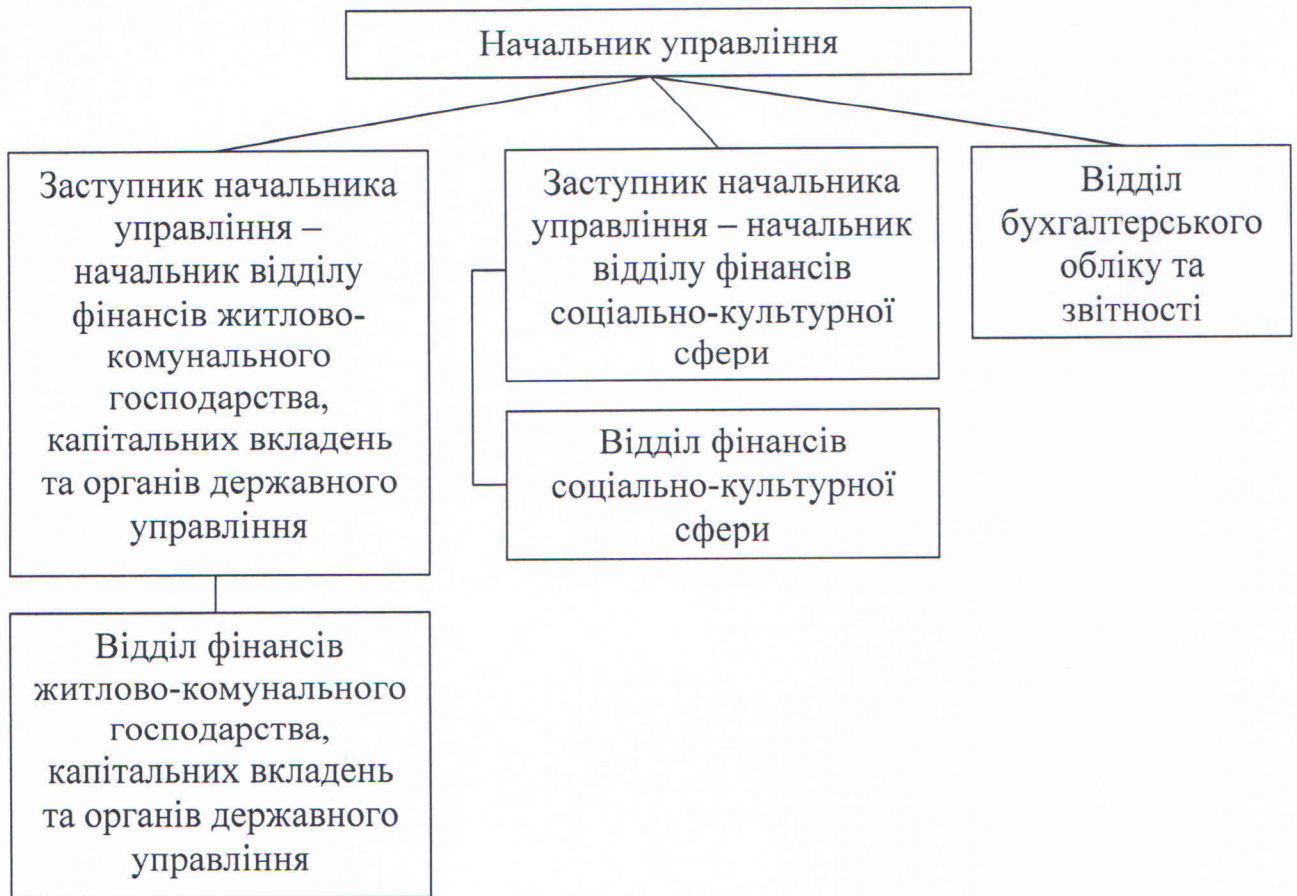 Начальник управління
Заступник начальника
управління –
начальник відділу
фінансів житлово-
комунального
господарства,
капітальних вкладень
та органів державного
управління
Заступник начальника
управління – начальник
відділу фінансів
соціально-культурної
сфери
Відділ
бухгалтерського
обліку та
звітності
Відділ фінансів
соціально-культурної
сфери
Відділ фінансів
житлово-комунального
господарства,
капітальних вкладень
та органів державного
управління